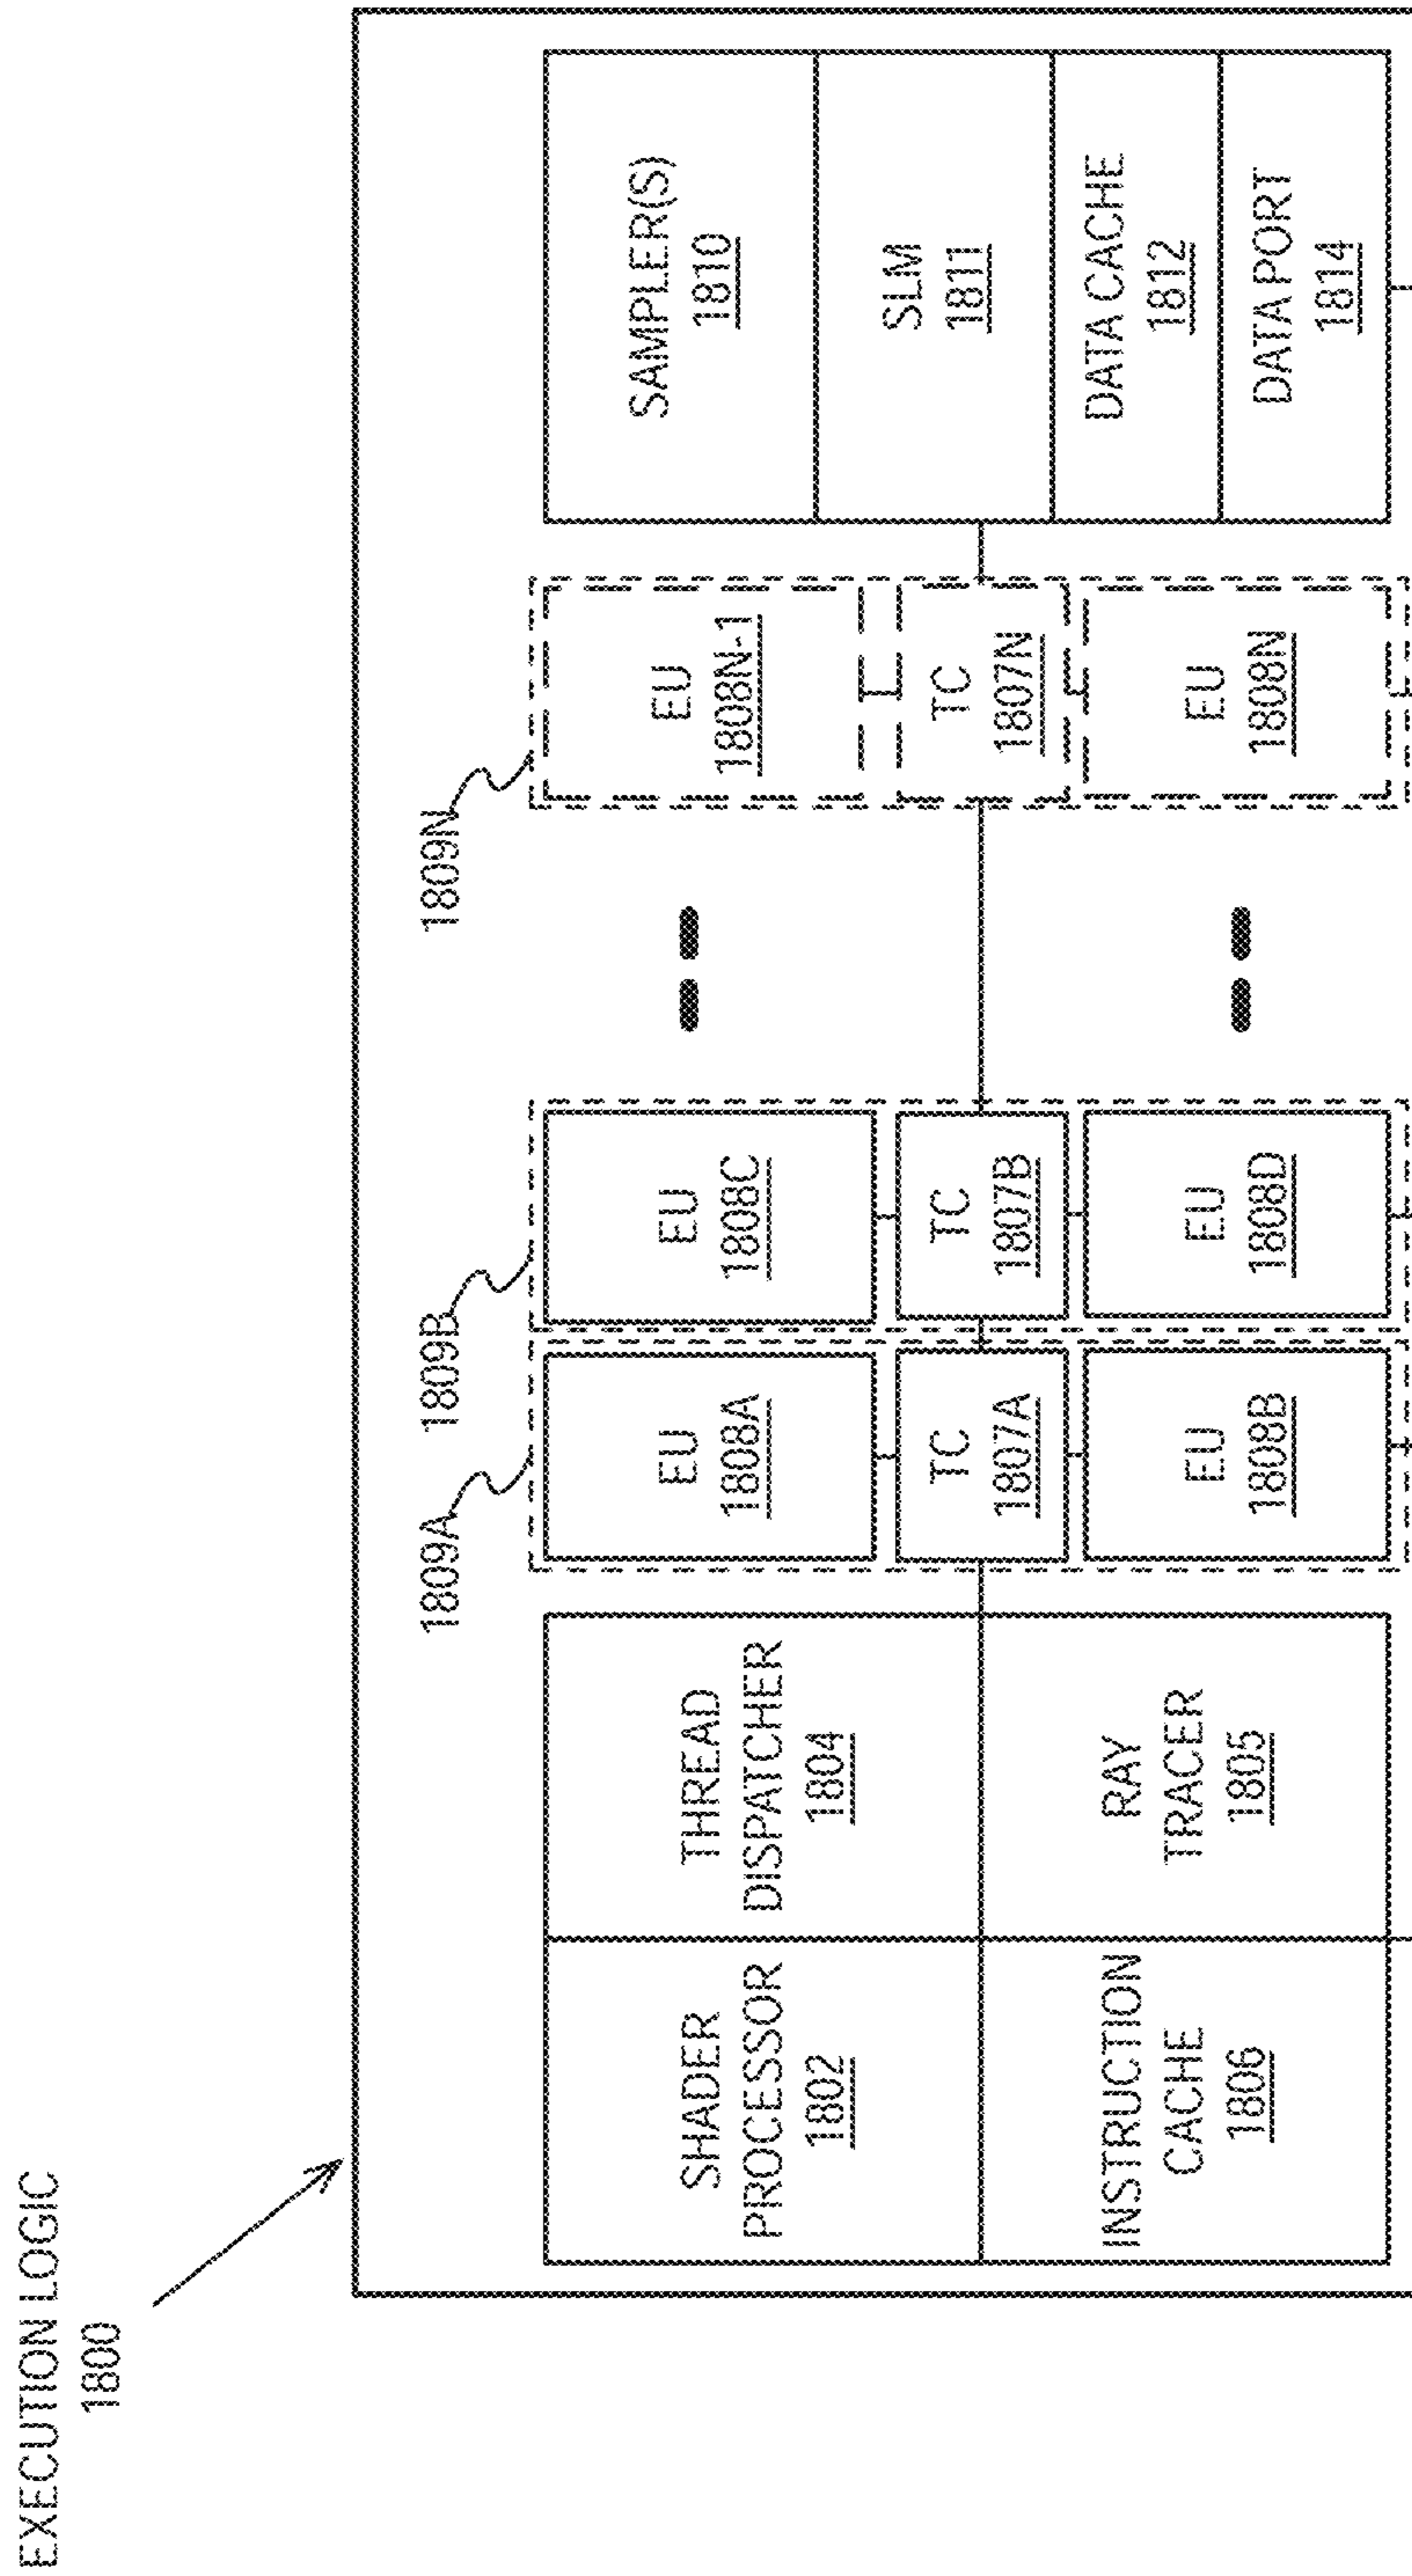 EXECUTION LOGIC
1800
1809A
1809B
1809N
SHADER
PROCESSOR
1802
THREAD
DISPATCHER
1804
INSTRUCTION
CACHE
1806
RAY
TRACER
1805
EU
1808A
TC
1807A
EU
1808B
EU
1808C
TC
1807B
EU
1808D
EU
1808N-1
TC
1807N
EU
1808N
SAMPLER(S)
1810
SLM
1811
DATA CACHE
1812
DATA PORT
1814